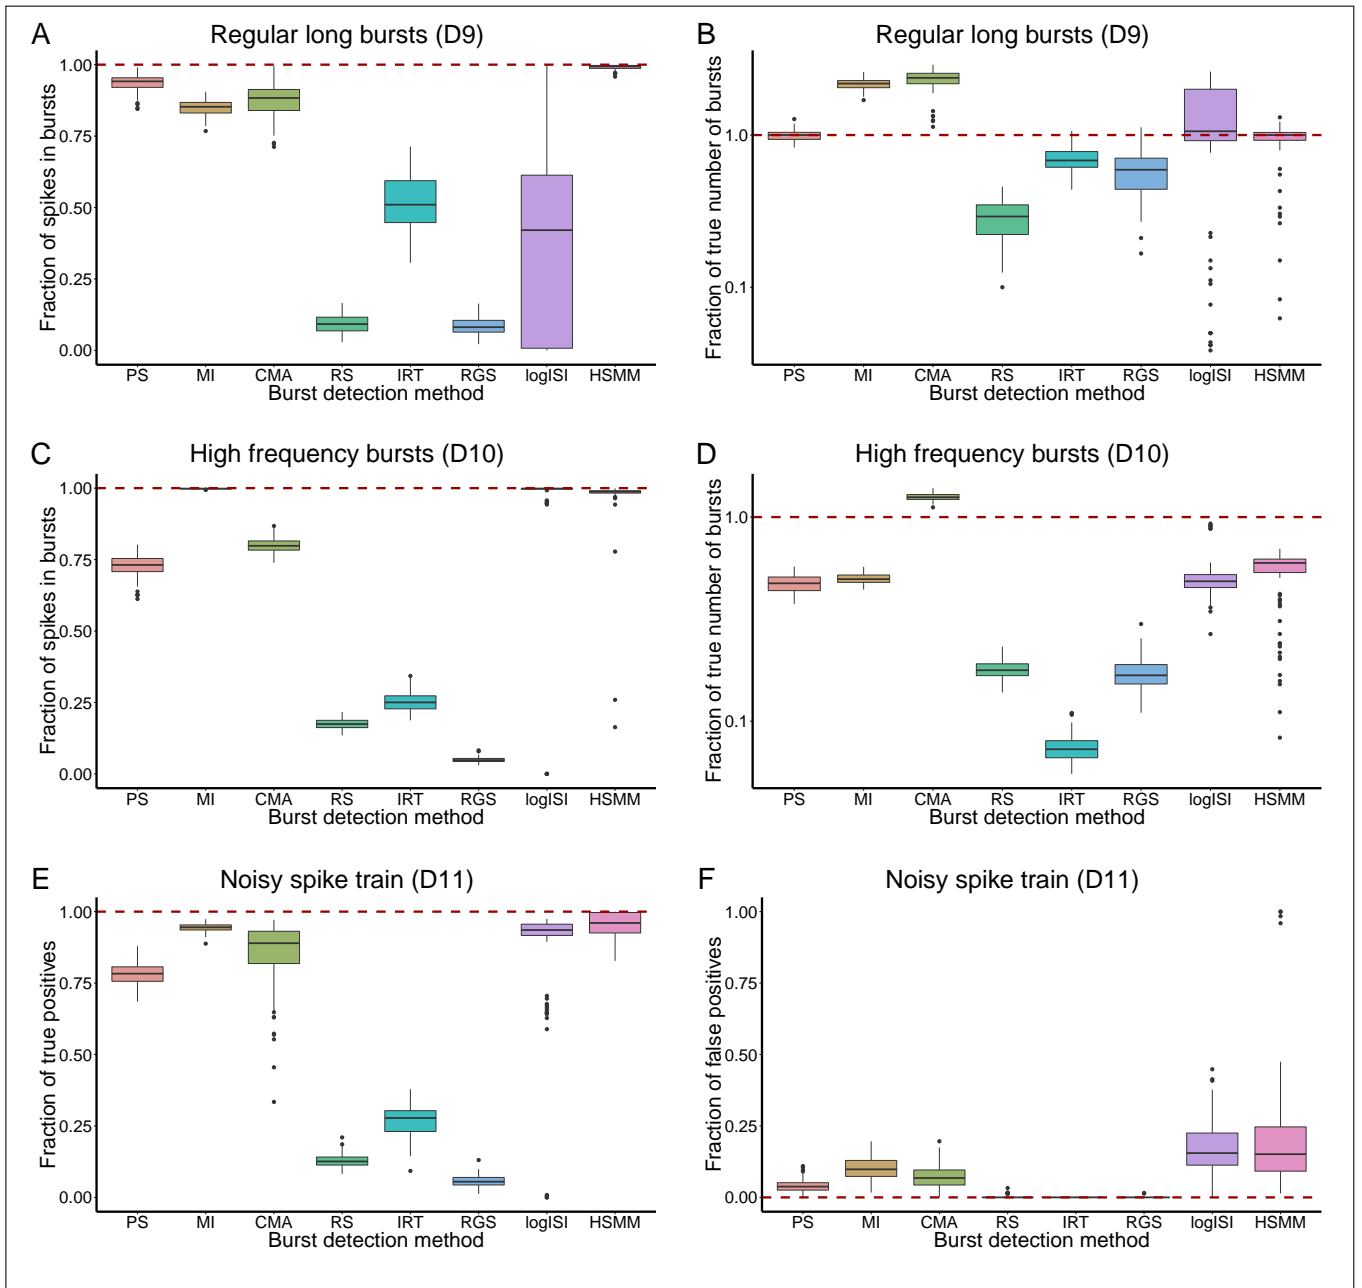 A
Regular long bursts (D9)
Fraction of spikes in bursts
1.00
0.75
0.50
0.25
0.00
PS MI CMA RS IRT RGS logISI HSMM
Burst detection method
B
Regular long bursts (D9)
Fraction of true number of bursts
1.0
0.1
PS MI CMA RS IRT RGS logISI HSMM
Burst detection method
C
High frequency bursts (D10)
Fraction of spikes in bursts
1.00
0.75
0.50
0.25
0.00
PS MI CMA RS IRT RGS logISI HSMM
Burst detection method
D
High frequency bursts (D10)
Fraction of true number of bursts
1.0
0.1
PS MI CMA RS IRT RGS logISI HSMM
Burst detection method
E
Noisy spike train (D11)
Fraction of true positives
1.00
0.75
0.50
0.25
0.00
PS MI CMA RS IRT RGS logISI HSMM
Burst detection method
F
Noisy spike train (D11)
Fraction of false positives
1.00
0.75
0.50
0.25
0.00
PS MI CMA RS IRT RGS logISI HSMM
Burst detection method